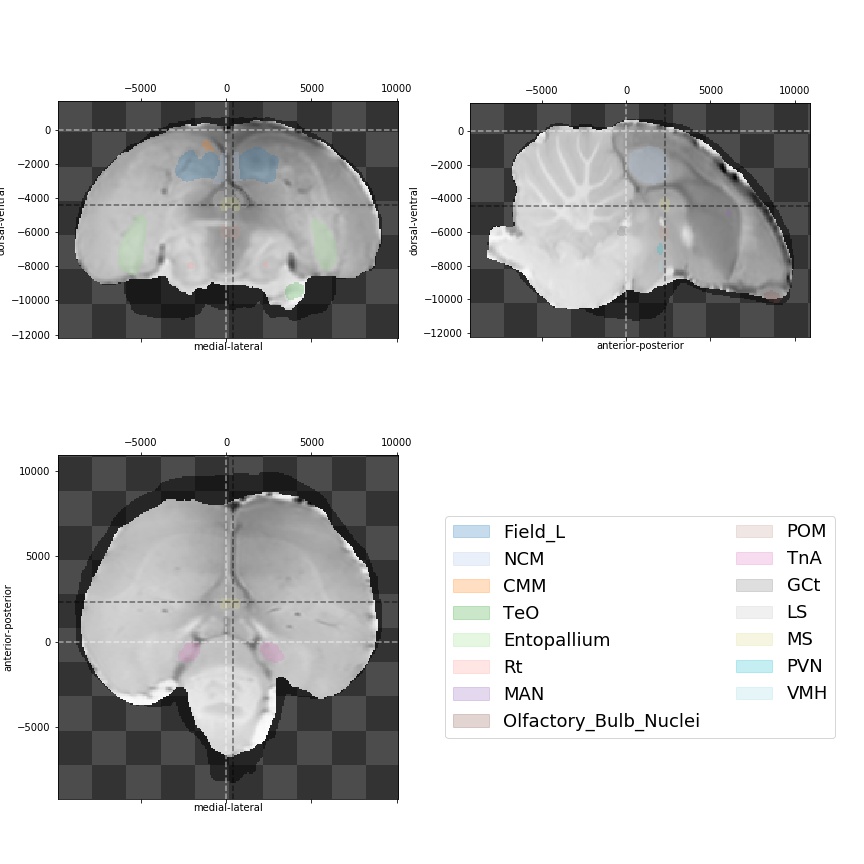 −5000 0 5000 10000
0
−2000
−4000
−6000
−8000
−10000
−12000
dorsal-ventral
medial-lateral
−5000 0 5000 10000
0
−2000
−4000
−6000
−8000
−10000
−12000
dorsal-ventral
anterior-posterior
−5000 0 5000 10000
10000
5000
0
−5000
anterior-posterior
medial-lateral
Field_L
NCM
CMM
TeO
Entopallium
Rt
MAN
Olfactory_Bulb_Nuclei
POM
TnA
GCt
LS
MS
PVN
VMH